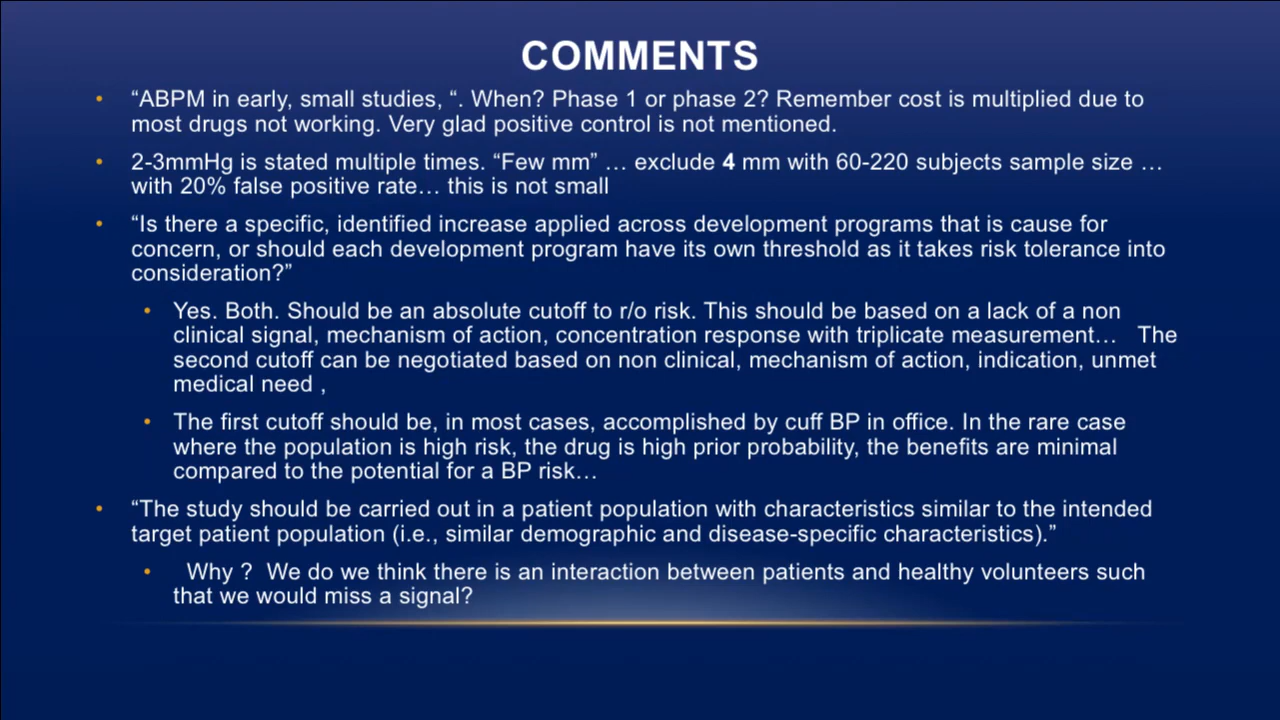 COMMENTS
• “ABPM in early, small studies, “. When? Phase 1 or phase 2? Remember cost is multiplied due to
most drugs not working. Very glad positive control is not mentioned.
• 2-3mmHg is stated multiple times. “Few mm” … exclude 4 mm with 60-220 subjects sample size …
with 20% false positive rate… this is not small
• “Is there a specific, identified increase applied across development programs that is cause for
concern, or should each development program have its own threshold as it takes risk tolerance into
consideration?”
• Yes. Both. Should be an absolute cutoff to r/o risk. This should be based on a lack of a non
clinical signal, mechanism of action, concentration response with triplicate measurement… The
second cutoff can be negotiated based on non clinical, mechanism of action, indication, unmet
medical need ,
• The first cutoff should be, in most cases, accomplished by cuff BP in office. In the rare case
where the population is high risk, the drug is high prior probability, the benefits are minimal
compared to the potential for a BP risk…
• “The study should be carried out in a patient population with characteristics similar to the intended
target patient population (i.e., similar demographic and disease-specific characteristics).”
• Why ? We do we think there is an interaction between patients and healthy volunteers such
that we would miss a signal?